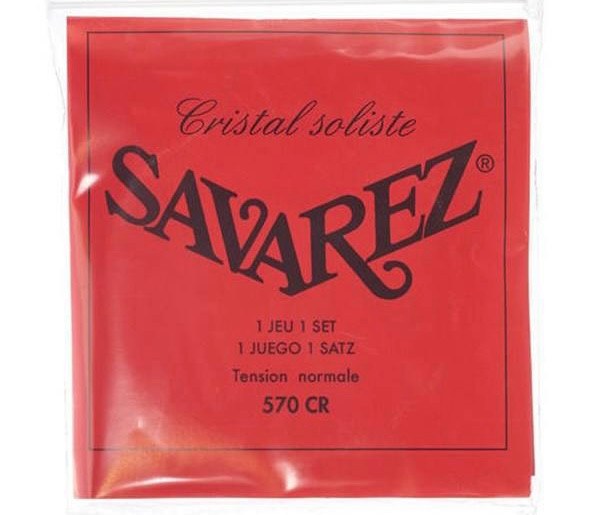 Cristal soliste
SAVAREZ®
1 JEU 1 SET
1 JUEGO 1 SATZ
Tension normale
570 CR